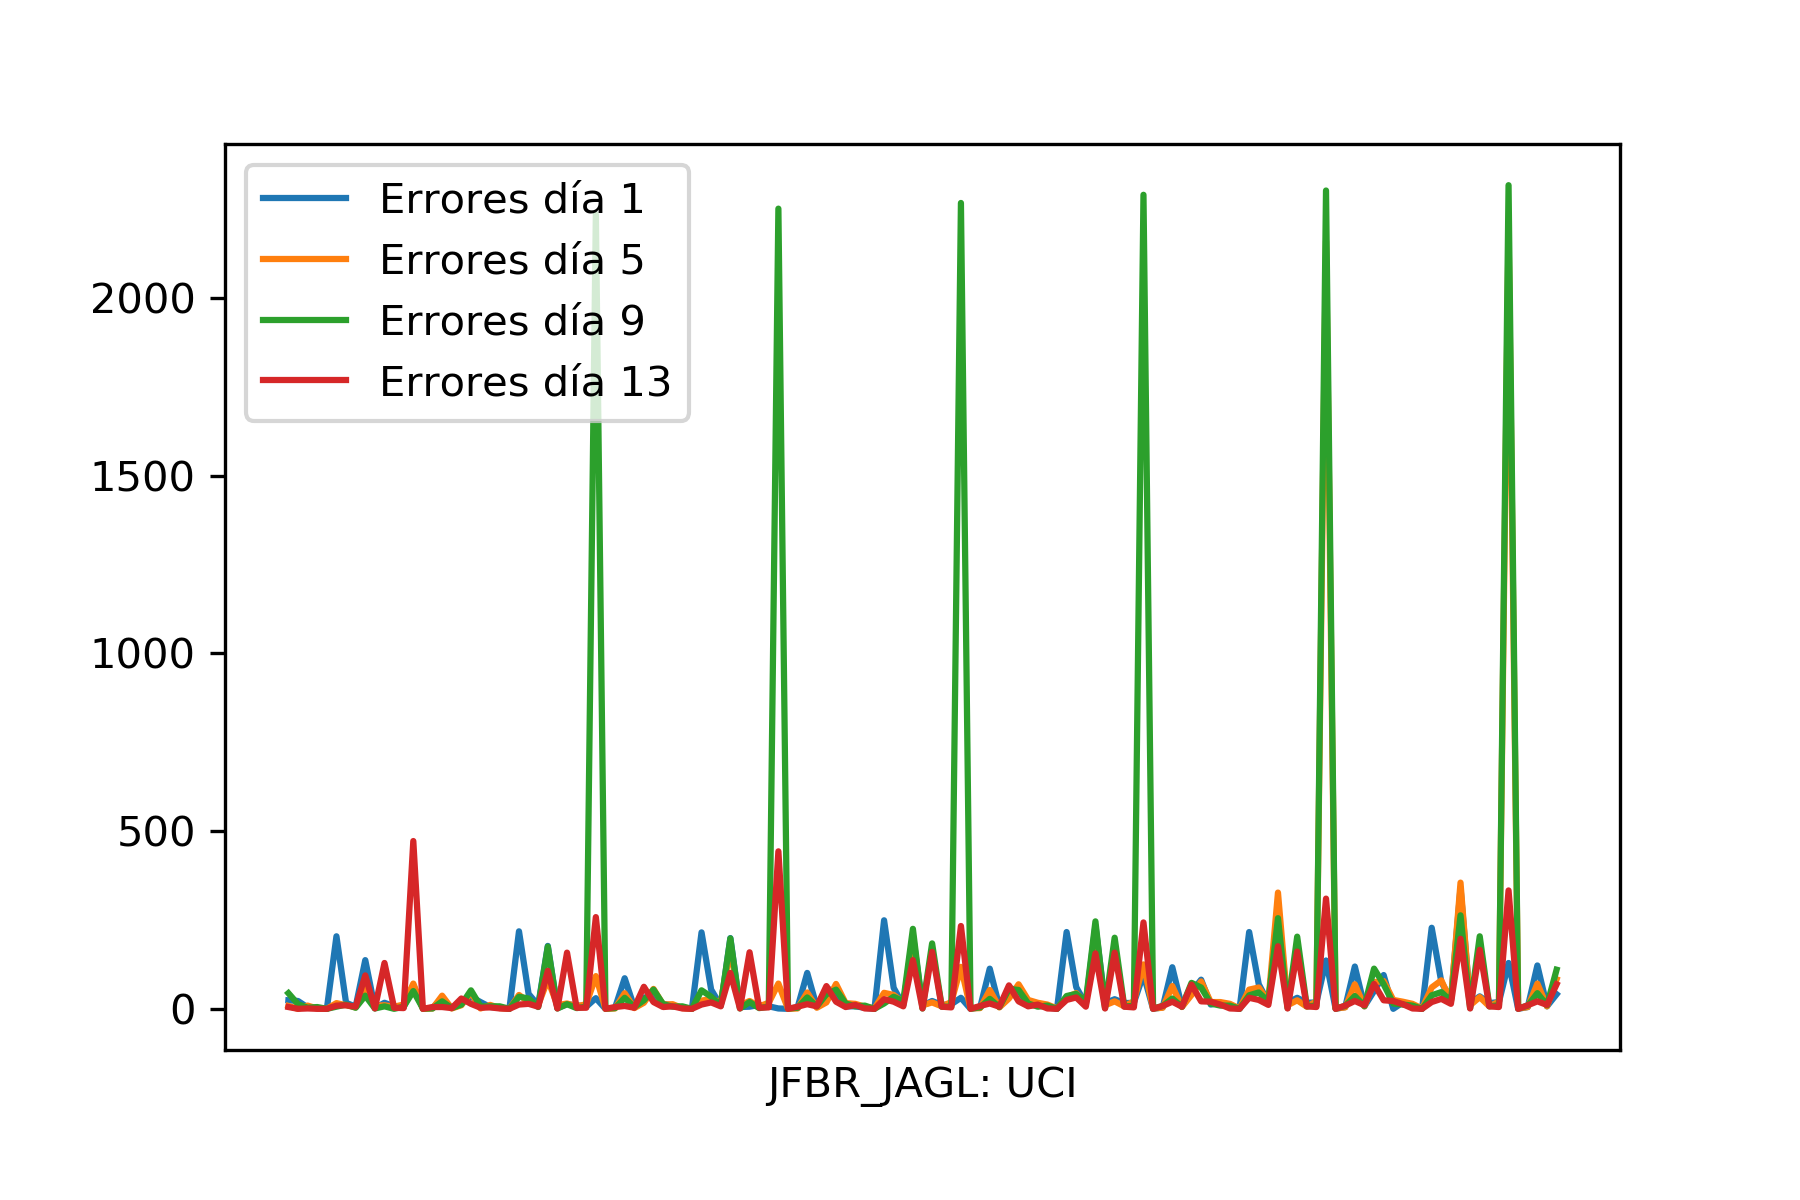 Errores día 1
Errores día 5
Errores día 9
Errores día 13
2000
1500
1000
500
0
JFBR_JAGL: UCI